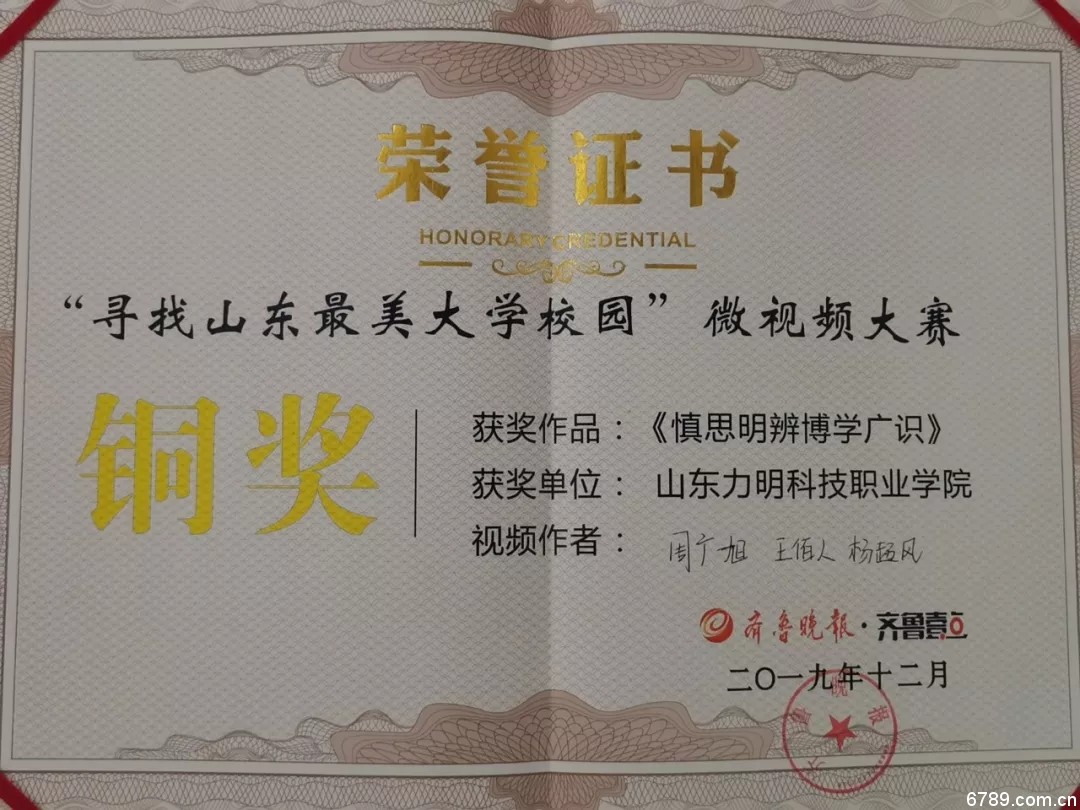 荣誉证书
HONORARY CREDENTIAL
“寻找山东最美大学校园”微视频大赛
铜奖
获奖作品：《慎思明辨博学广识》
获奖单位：山东力明科技职业学院
视频作者：周广旭 王佰人 杨超风
齐鲁晚报·齐鲁壹点
二〇一九年十二月
晚报
6789.com.cn